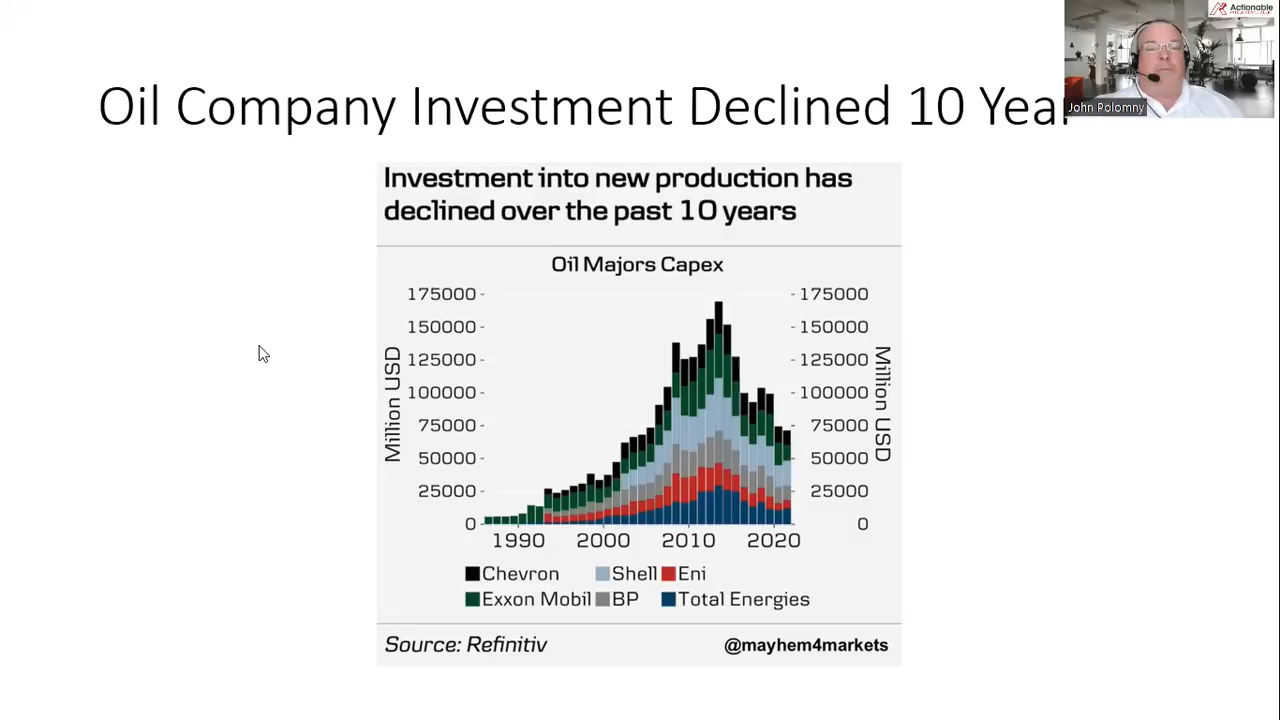 Actionable
Oil Company Investment Declined 10 Year
John Polomny
Investment into new production has
declined over the past 10 years
Oil Majors Capex
175000
150000
125000
100000
75000
50000
25000
0
Million USD
175000
150000
125000
100000
75000
50000
25000
0
Million USD
1990 2000 2010 2020
Chevron Shell Eni
Exxon Mobil BP Total Energies
Source: Refinitiv @mayhem4markets